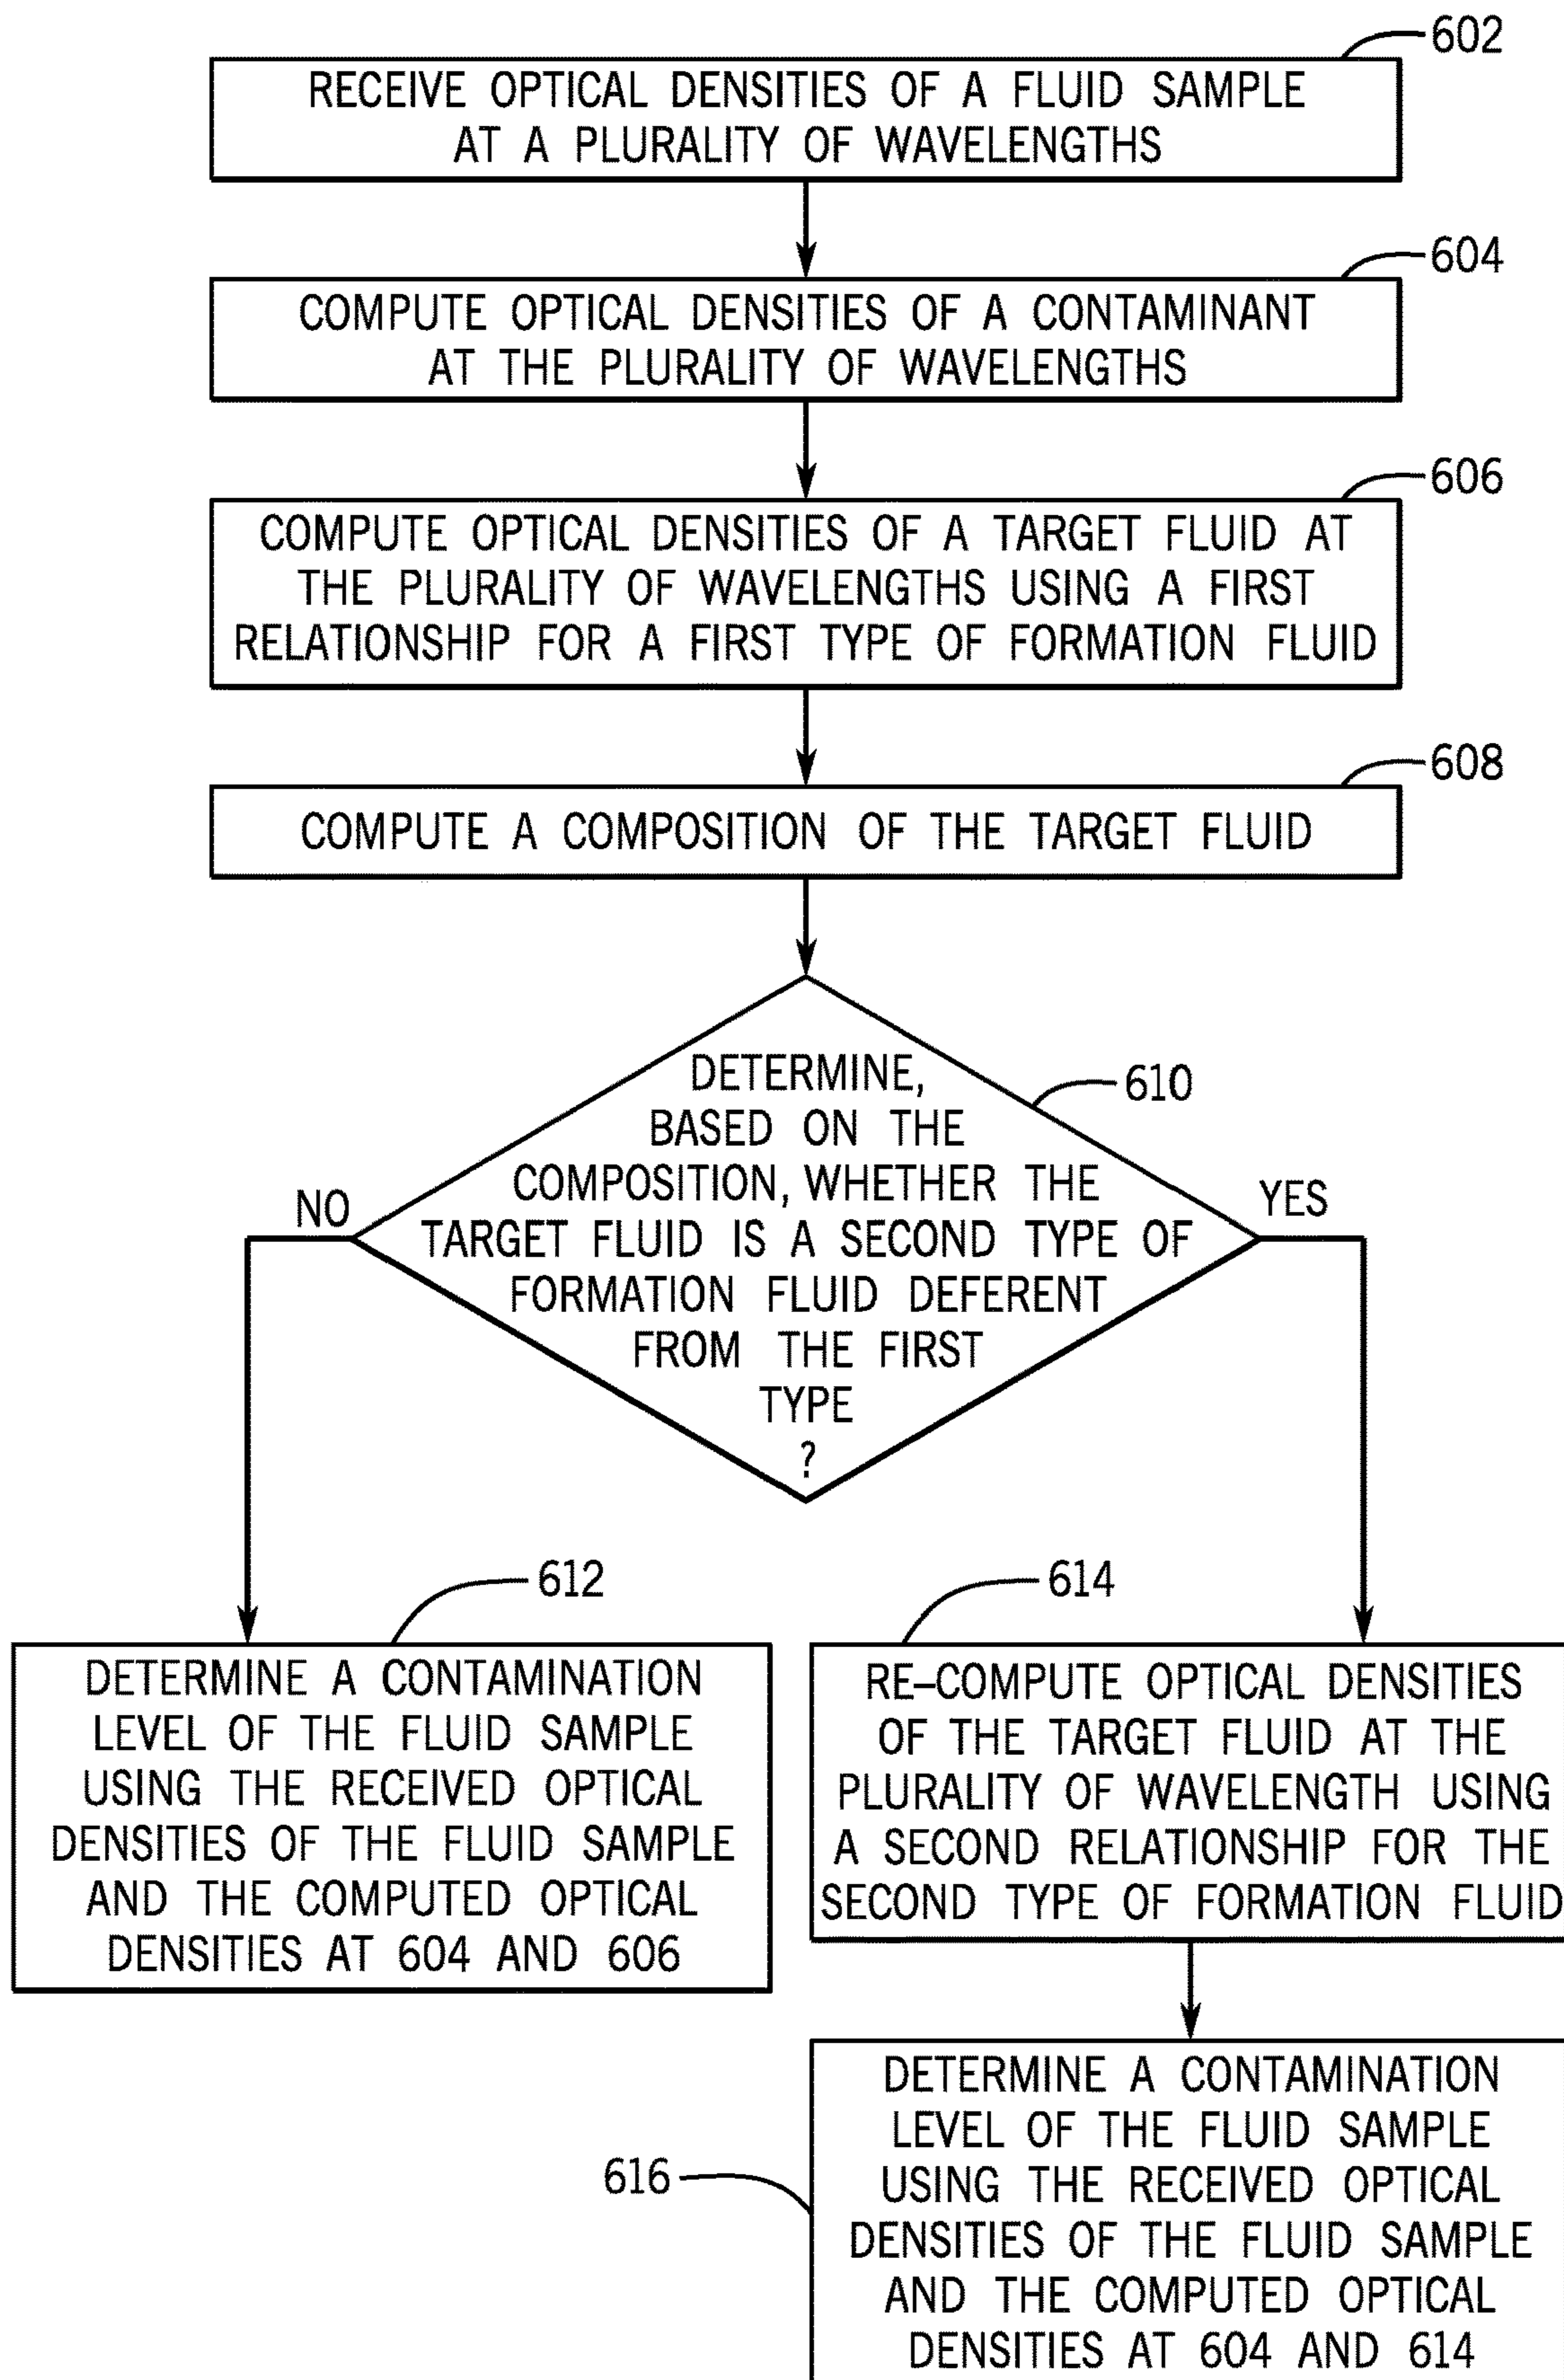 602
RECEIVE OPTICAL DENSITIES OF A FLUID SAMPLE
AT A PLURALITY OF WAVELENGTHS
604
COMPUTE OPTICAL DENSITIES OF A CONTAMINANT
AT THE PLURALITY OF WAVELENGTHS
606
COMPUTE OPTICAL DENSITIES OF A TARGET FLUID AT
THE PLURALITY OF WAVELENGTHS USING A FIRST
RELATIONSHIP FOR A FIRST TYPE OF FORMATION FLUID
608
COMPUTE A COMPOSITION OF THE TARGET FLUID
610
DETERMINE,
BASED ON THE
COMPOSITION, WHETHER THE
TARGET FLUID IS A SECOND TYPE OF
FORMATION FLUID DEFERENT
FROM THE FIRST
TYPE
?
NO
YES
612
DETERMINE A CONTAMINATION
LEVEL OF THE FLUID SAMPLE
USING THE RECEIVED OPTICAL
DENSITIES OF THE FLUID SAMPLE
AND THE COMPUTED OPTICAL
DENSITIES AT 604 AND 606
614
RE–COMPUTE OPTICAL DENSITIES
OF THE TARGET FLUID AT THE
PLURALITY OF WAVELENGTH USING
A SECOND RELATIONSHIP FOR THE
SECOND TYPE OF FORMATION FLUID
616
DETERMINE A CONTAMINATION
LEVEL OF THE FLUID SAMPLE
USING THE RECEIVED OPTICAL
DENSITIES OF THE FLUID SAMPLE
AND THE COMPUTED OPTICAL
DENSITIES AT 604 AND 614